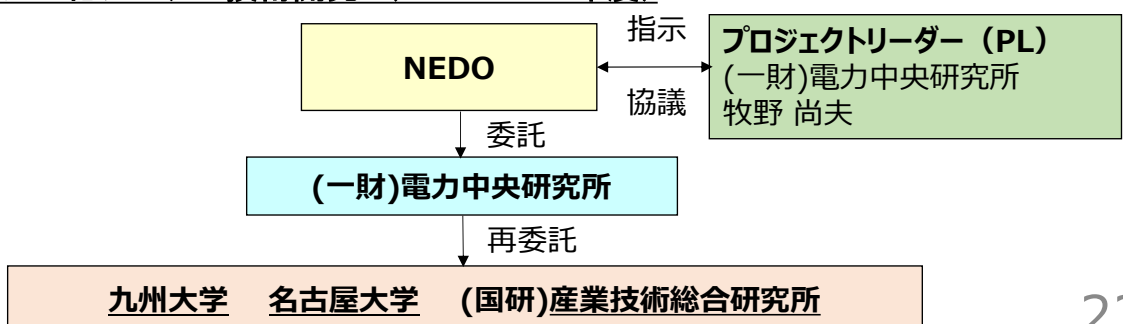 指示
NEDO
協議
プロジェクトリーダー（PL）
(一財)電力中央研究所
牧野 尚夫
委託
(一財)電力中央研究所
再委託
九州大学 名古屋大学 (国研)産業技術総合研究所